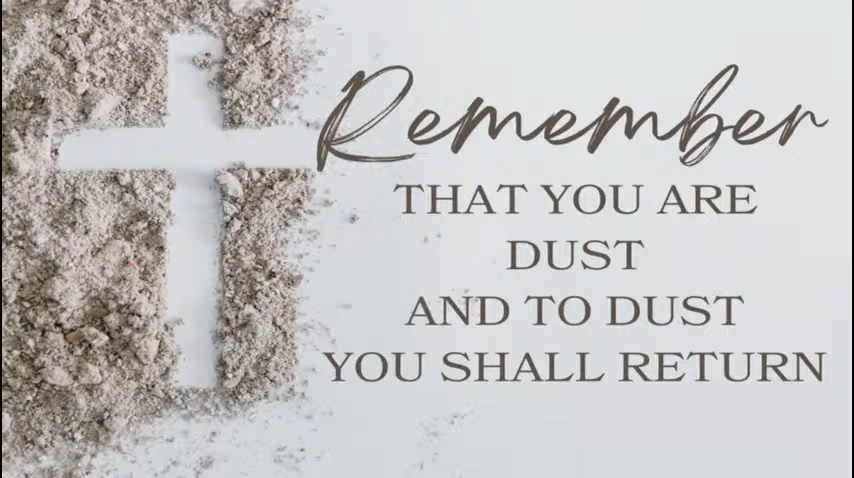 Remember
THAT YOU ARE
DUST
AND TO DUST
YOU SHALL RETURN